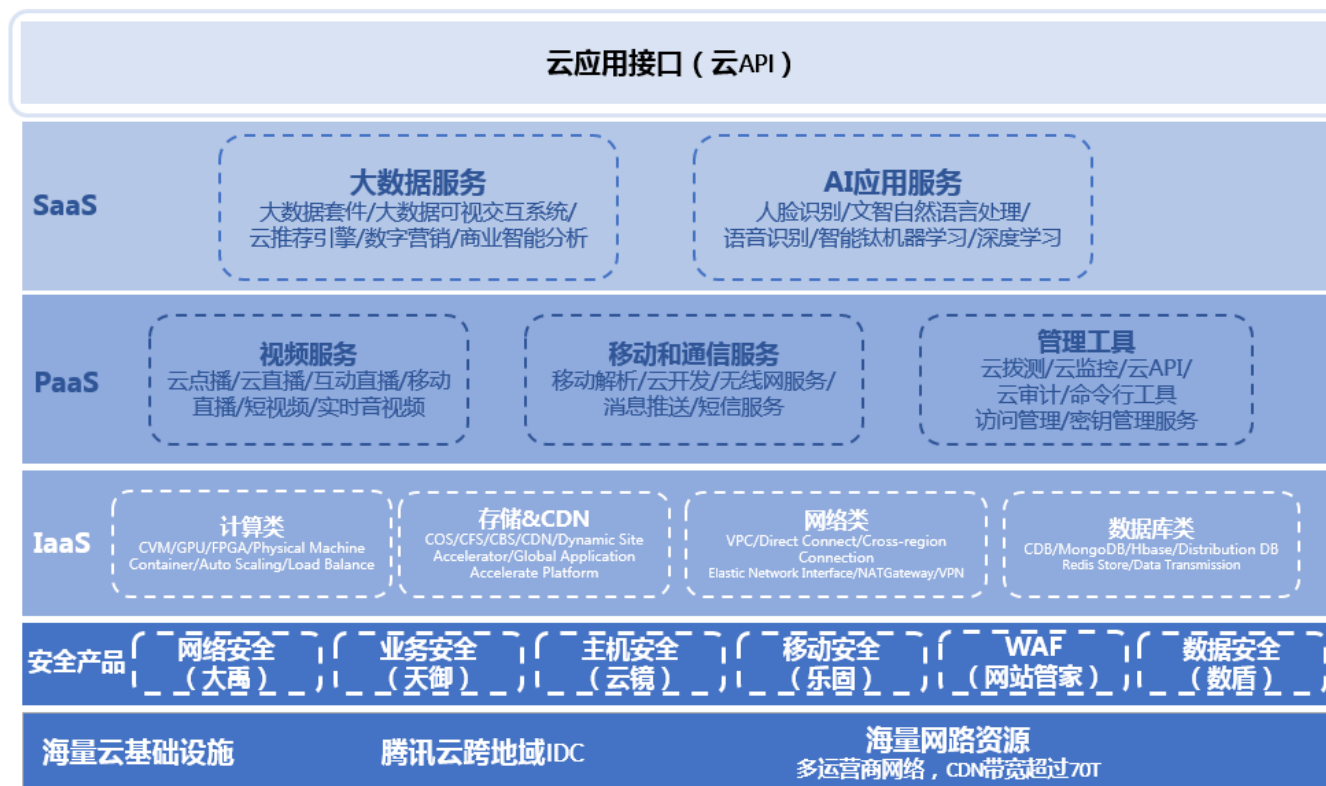 云应用接口（云API）
SaaS
大数据服务
大数据套件/大数据可视交互系统/
云推荐引擎/数字营销/商业智能分析
AI应用服务
人脸识别/文智自然语言处理/
语音识别/智能钛机器学习/深度学习
PaaS
视频服务
云点播/云直播/互动直播/移动
直播/短视频/实时音视频
移动和通信服务
移动解析/云开发/无线网服务/
消息推送/短信服务
管理工具
云拨测/云监控/云API/
云审计/命令行工具
访问管理/密钥管理服务
IaaS
计算类
CVM/GPU/FPGA/Physical Machine
Container/Auto Scaling/Load Balance
存储&CDN
COS/CFS/CBS/CDN/Dynamic Site
Accelerator/Global Application
Accelerate Platform
网络类
VPC/Direct Connect/Cross-region
Connection
Elastic Network Interface/NATGateway/VPN
数据库类
CDB/MongoDB/Hbase/Distribution DB
Redis Store/Data Transmission
安全产品
网络安全
（大禹）
业务安全
（天御）
主机安全
（云镜）
移动安全
（乐固）
WAF
（网站管家）
数据安全
（数盾）
海量云基础设施
腾讯云跨地域IDC
海量网路资源
多运营商网络，CDN带宽超过70T